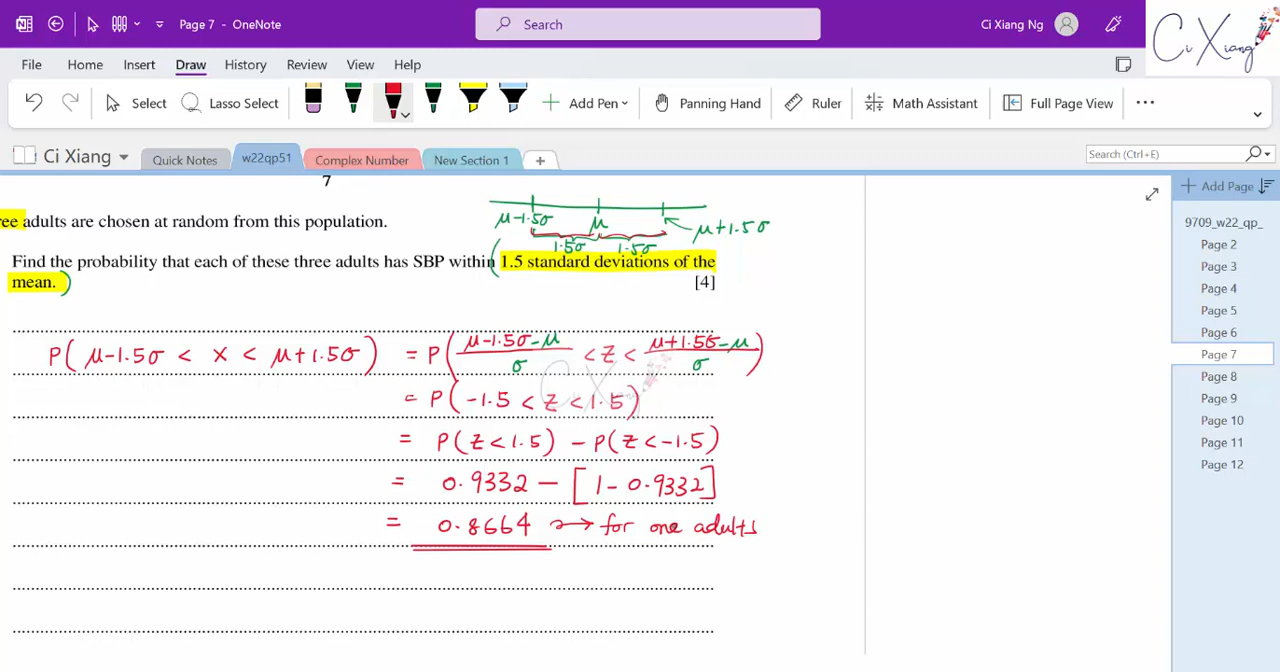 Page 7 - OneNote
Search
Ci Xiang Ng
Ci Xiang
File Home Insert Draw History Review View Help
Select Lasso Select Add Pen Panning Hand Ruler Math Assistant Full Page View ...
Ci Xiang Quick Notes w22qp51 Complex Number New Section 1 +
Search (Ctrl+E)
Add Page
9709_w22_qp_
Page 2
Page 3
Page 4
Page 5
Page 6
Page 7
Page 8
Page 9
Page 10
Page 11
Page 12
7
ree adults are chosen at random from this population.
μ-1.5σ μ μ+1.5σ
1.5σ 1.5σ
Find the probability that each of these three adults has SBP within (1.5 standard deviations of the
mean.) [4]
P(μ-1.5σ < X < μ+1.5σ) = P((μ-1.5σ-μ)/σ < Z < (μ+1.5σ-μ)/σ)
= P(-1.5 < Z < 1.5)
= P(Z < 1.5) - P(Z < -1.5)
= 0.9332 - [1 - 0.9332]
= 0.8664 → for one adults
CX